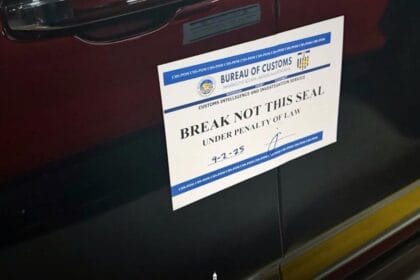 BUREAU OF CUSTOMS
CUSTOMS INTELLIGENCE AND INVESTIGATION SERVICE
BREAK NOT THIS SEAL
UNDER PENALTY OF LAW
9-2-25